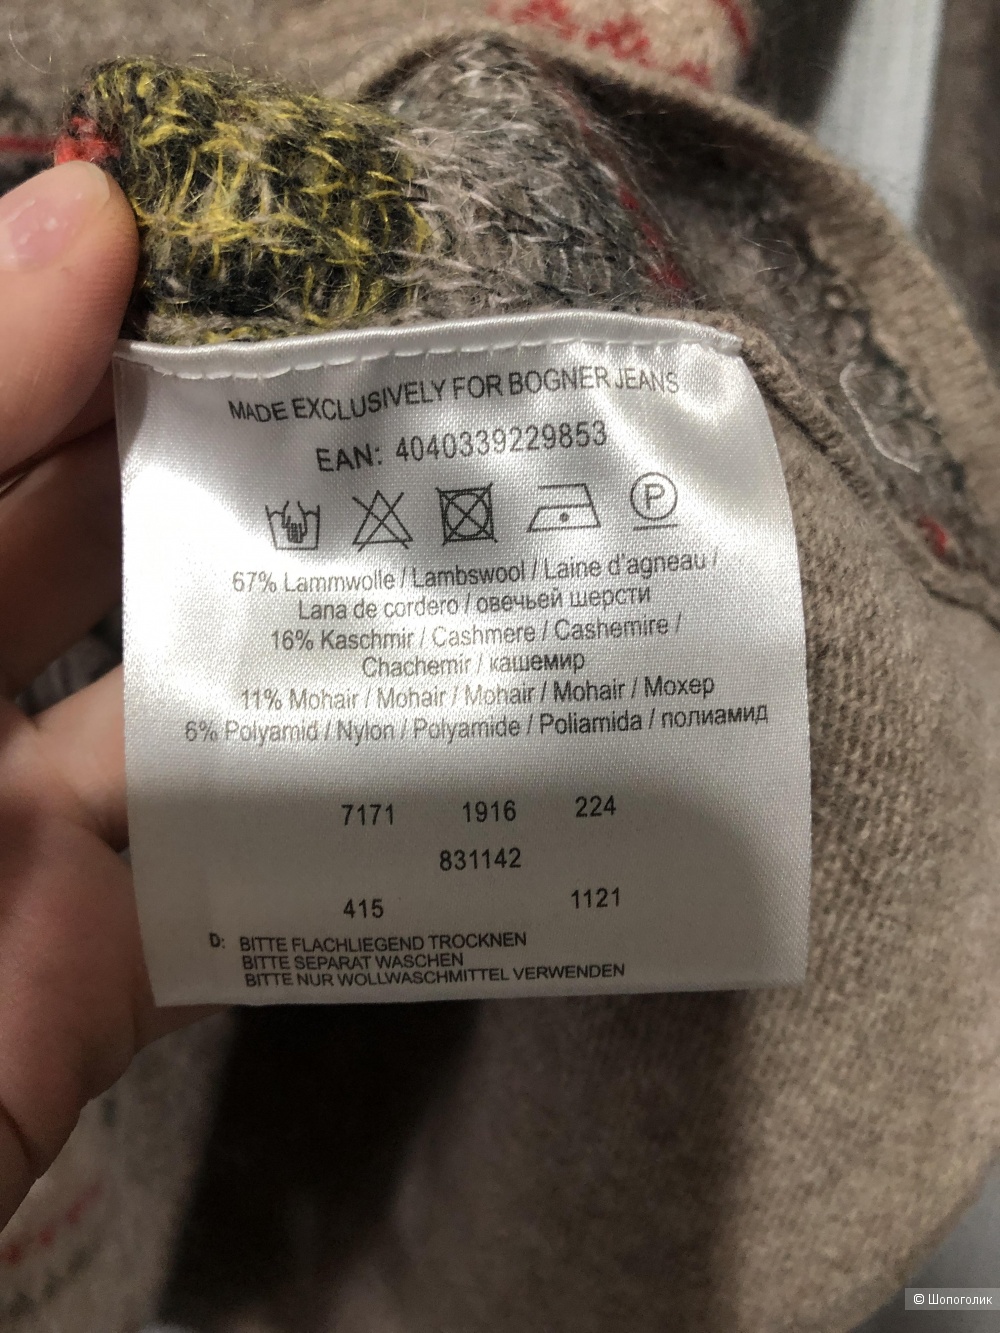 MADE EXCLUSIVELY FOR BOGNER JEANS
EAN: 4040339229853
P
67% Lammwolle / Lambswool / Laine d'agneau /
Lana de cordero / овечьей шерсти
16% Kaschmir / Cashmere / Cashemire /
Chachemir / кашемир
11% Mohair / Mohair / Mohair / Mohair / Мохер
6% Polyamid / Nylon / Polyamide / Poliamida / полиамид
7171 1916 224
831142
415 1121
D: BITTE FLACHLIEGEND TROCKNEN
BITTE SEPARAT WASCHEN
BITTE NUR WOLLWASCHMITTEL VERWENDEN
© Шопоголик